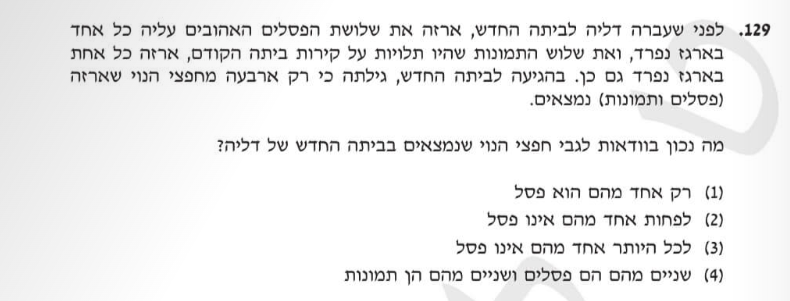 129. לפני שעברה דליה לביתה החדש, ארזה את שלושת הפסלים האהובים עליה כל אחד
בארגז נפרד, ואת שלוש התמונות שהיו תלויות על קירות ביתה הקודם, ארזה כל אחת
בארגז נפרד גם כן. בהגיעה לביתה החדש, גילתה כי רק ארבעה מחפצי הנוי שארזה
(פסלים ותמונות) נמצאים.
מה נכון בוודאות לגבי חפצי הנוי שנמצאים בביתה החדש של דליה?
(1) רק אחד מהם הוא פסל
(2) לפחות אחד מהם אינו פסל
(3) לכל היותר אחד מהם אינו פסל
(4) שניים מהם הם פסלים ושניים מהם הן תמונות